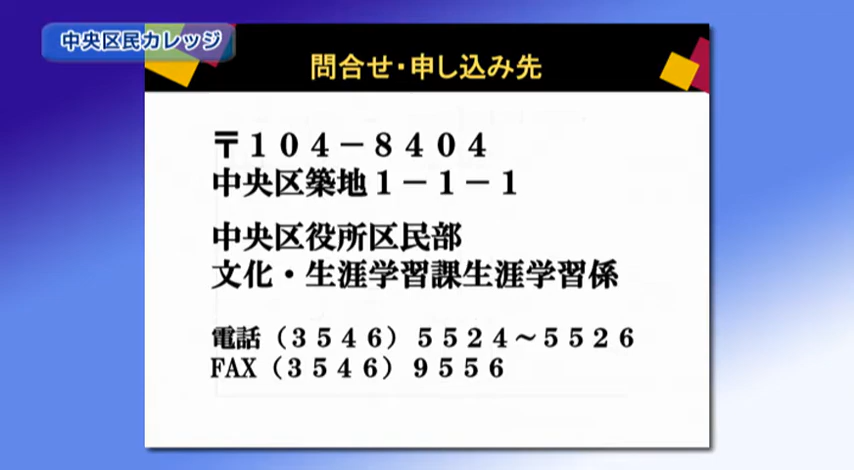 中央区民カレッジ
問合せ・申し込み先
〒１０４－８４０４
中央区築地１－１－１
中央区役所区民部
文化・生涯学習課生涯学習係
電話（３５４６）５５２４～５５２６
FAX（３５４６）９５５６